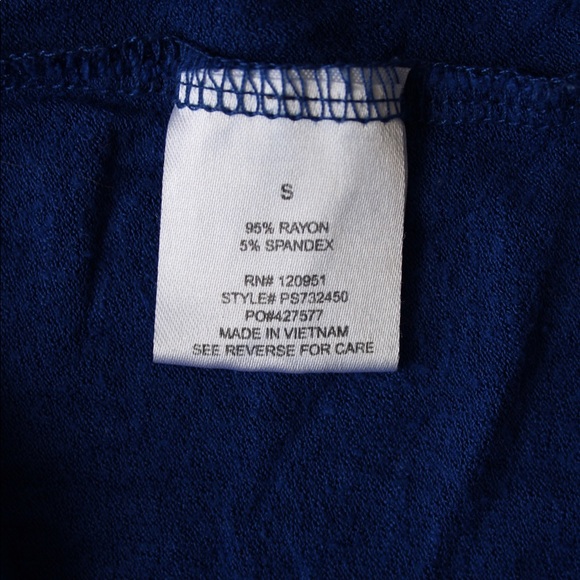 S
95% RAYON
5% SPANDEX
RN# 120951
STYLE# PS732450
PO#427577
MADE IN VIETNAM
SEE REVERSE FOR CARE